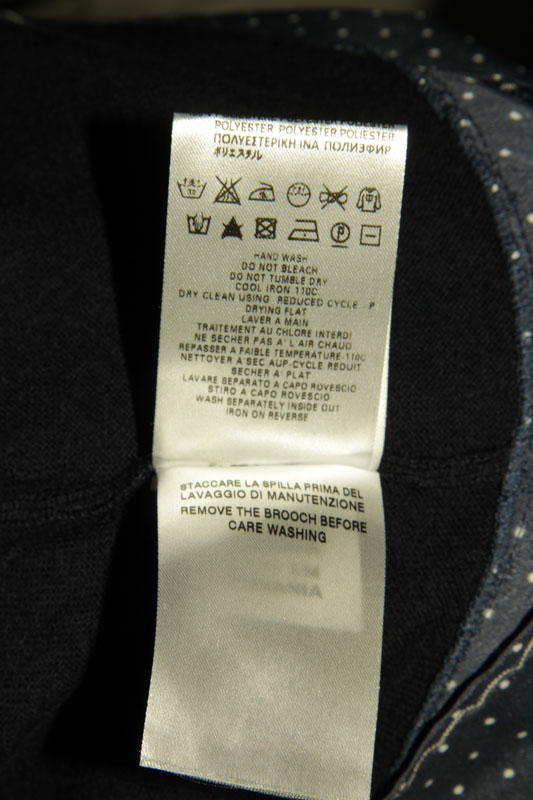 POLYESTER POLYESTER POLIESTER
ΠΟΛΥΕΣΤΕΡΙΚΗ ΙΝΑ ПОЛИЭФИР
ポリエステル
HAND WASH
DO NOT BLEACH
DO NOT TUMBLE DRY
COOL IRON 110C.
DRY CLEAN USING REDUCED CYCLE - P
DRYING FLAT
LAVER A MAIN
TRAITEMENT AU CHLORE INTERDI
NE SECHER PAS A' L'AIR CHAUD
REPASSER A FAIBLE TEMPERATURE-110C
NETTOYER A'SEC AUP-CYCLE REDUIT
SECHER A' PLAT
LAVARE SEPARATO A CAPO ROVESCIO
STIRO A CAPO ROVESCIO
WASH SEPARATELY INSIDE OUT
IRON ON REVERSE
STACCARE LA SPILLA PRIMA DEL
LAVAGGIO DI MANUTENZIONE
REMOVE THE BROOCH BEFORE
CARE WASHING